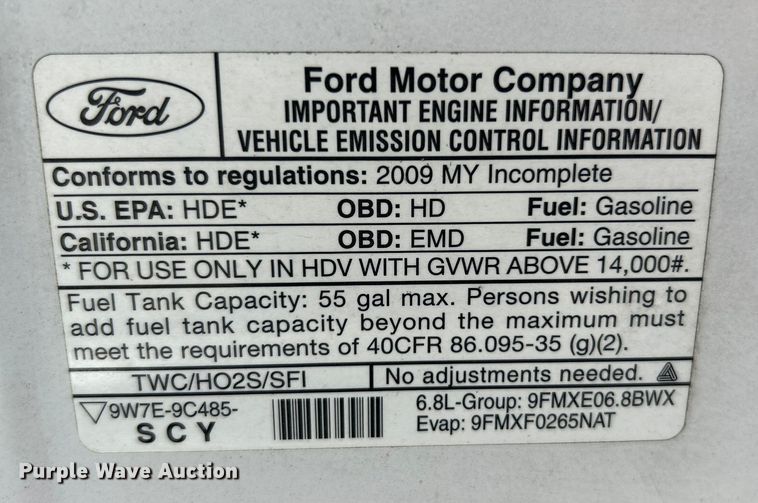 Ford
Ford Motor Company
IMPORTANT ENGINE INFORMATION/
VEHICLE EMISSION CONTROL INFORMATION
Conforms to regulations: 2009 MY Incomplete
U.S. EPA: HDE* OBD: HD Fuel: Gasoline
California: HDE* OBD: EMD Fuel: Gasoline
* FOR USE ONLY IN HDV WITH GVWR ABOVE 14,000#.
Fuel Tank Capacity: 55 gal max. Persons wishing to
add fuel tank capacity beyond the maximum must
meet the requirements of 40CFR 86.095-35 (g)(2).
TWC/HO2S/SFI No adjustments needed.
9W7E-9C485-
SCY
6.8L-Group: 9FMXE06.8BWX
Evap: 9FMXF0265NAT
Purple Wave Auction